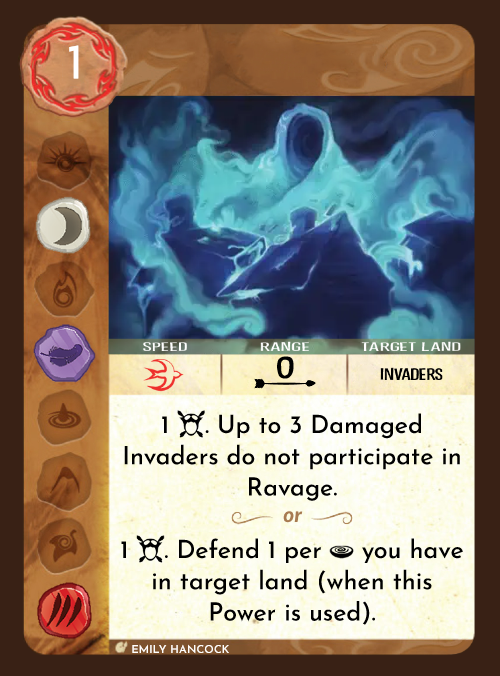 1
SPEED RANGE TARGET LAND
0 INVADERS
1 . Up to 3 Damaged
Invaders do not participate in
Ravage.
or
1 . Defend 1 per you have
in target land (when this
Power is used).
EMILY HANCOCK